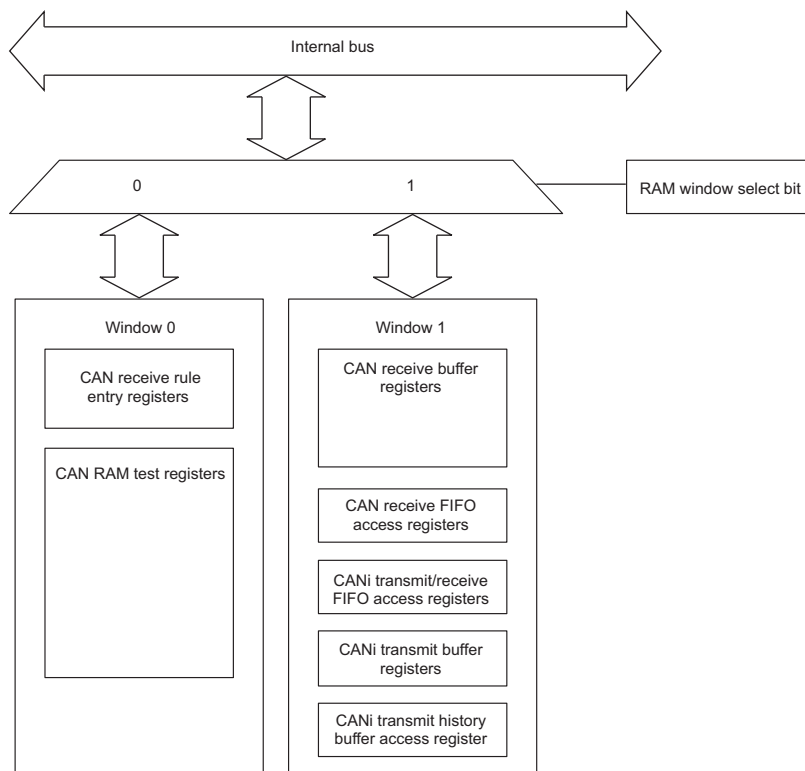 Internal bus
0
1
RAM window select bit
Window 0
CAN receive rule
entry registers
CAN RAM test registers
Window 1
CAN receive buffer
registers
CAN receive FIFO
access registers
CANi transmit/receive
FIFO access registers
CANi transmit buffer
registers
CANi transmit history
buffer access register